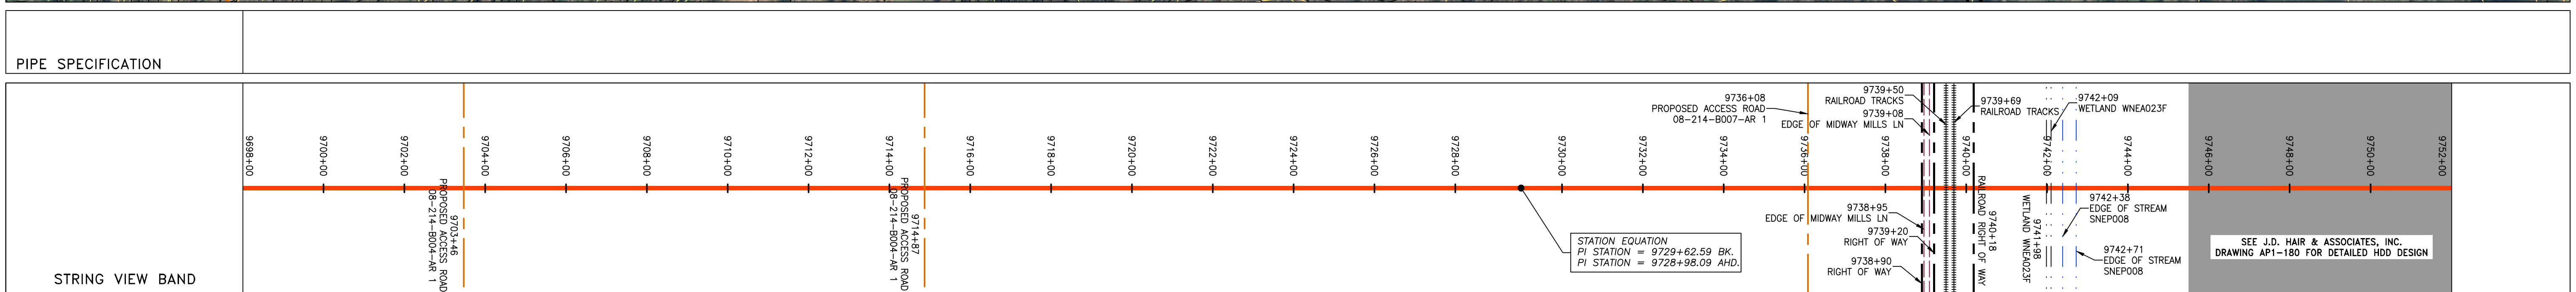 PIPE SPECIFICATION
STRING VIEW BAND
9698+00
9700+00
9702+00
9704+00
9706+00
9708+00
9710+00
9712+00
9714+00
9716+00
9718+00
9720+00
9722+00
9724+00
9726+00
9728+00
9730+00
9732+00
9734+00
9736+00
9738+00
9740+00
9742+00
9744+00
9746+00
9748+00
9750+00
9752+00
9703+46
PROPOSED ACCESS ROAD
08-214-B004-AR 1
9714+87
PROPOSED ACCESS ROAD
08-214-B004-AR 1
STATION EQUATION
PI STATION = 9729+62.59 BK.
PI STATION = 9728+98.09 AHD.
9736+08
PROPOSED ACCESS ROAD
08-214-B007-AR 1
9739+50
RAILROAD TRACKS
9739+08
EDGE OF MIDWAY MILLS LN
9738+95
EDGE OF MIDWAY MILLS LN
9739+20
RIGHT OF WAY
9738+90
RIGHT OF WAY
9739+69
RAILROAD TRACKS
9740+18
RAILROAD RIGHT OF WAY
9741+98
WETLAND WNEA023F
9742+09
WETLAND WNEA023F
9742+38
EDGE OF STREAM
SNEP008
9742+71
EDGE OF STREAM
SNEP008
SEE J.D. HAIR & ASSOCIATES, INC.
DRAWING AP1-180 FOR DETAILED HDD DESIGN